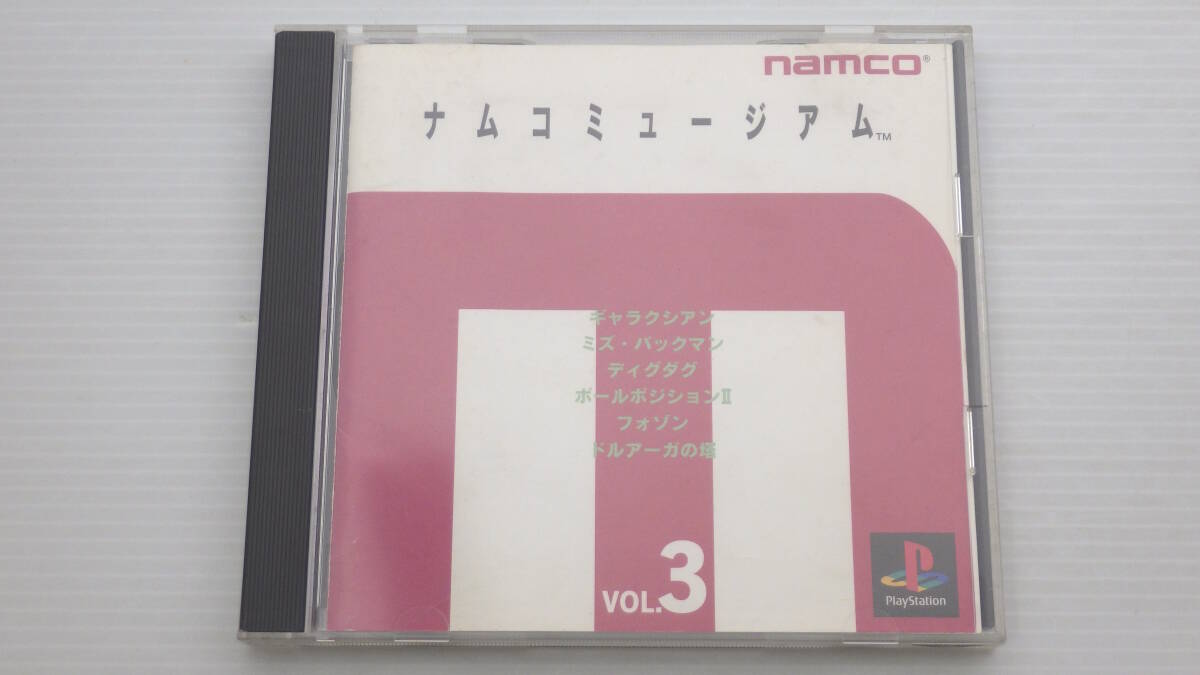 namco®
ナムコミュージアム™
ギャラクシアン
ミズ・パックマン
ディグダグ
ポールポジションⅡ
フォゾン
ドルアーガの塔
VOL.3
PlayStation